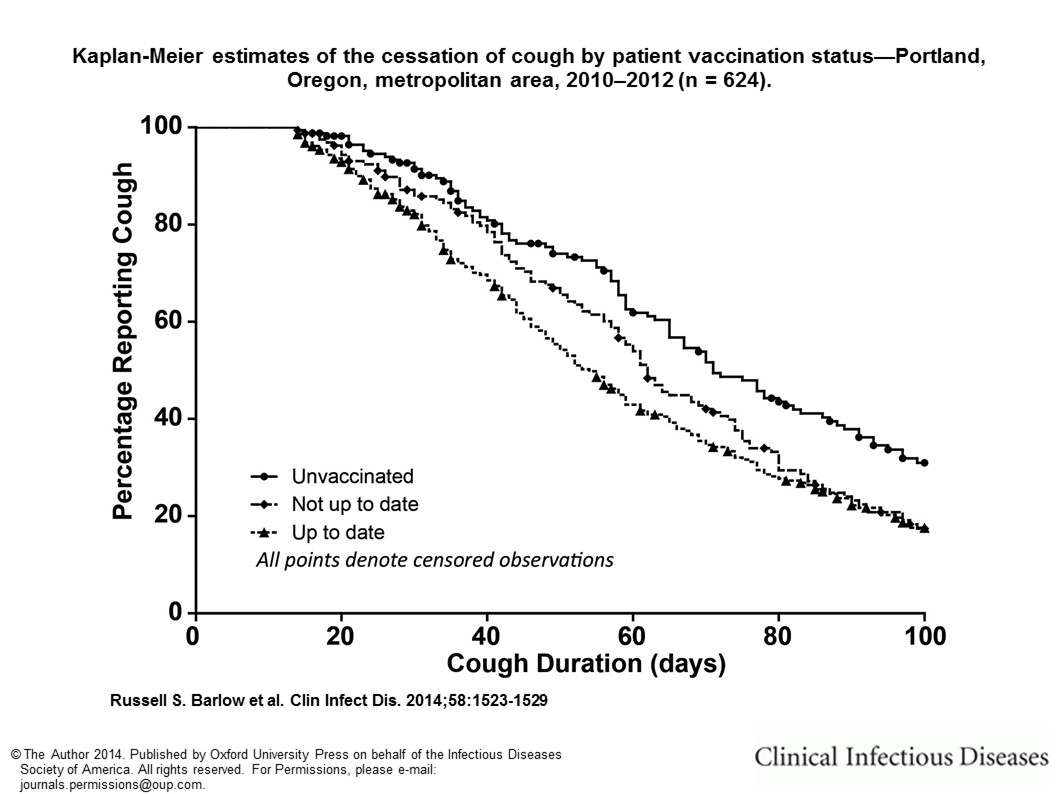 Kaplan-Meier estimates of the cessation of cough by patient vaccination status—Portland,
Oregon, metropolitan area, 2010–2012 (n = 624).
100
80
60
40
20
0
Percentage Reporting Cough
Unvaccinated
Not up to date
Up to date
All points denote censored observations
0 20 40 60 80 100
Cough Duration (days)
Russell S. Barlow et al. Clin Infect Dis. 2014;58:1523-1529
© The Author 2014. Published by Oxford University Press on behalf of the Infectious Diseases
Society of America. All rights reserved. For Permissions, please e-mail:
journals.permissions@oup.com.
Clinical Infectious Diseases